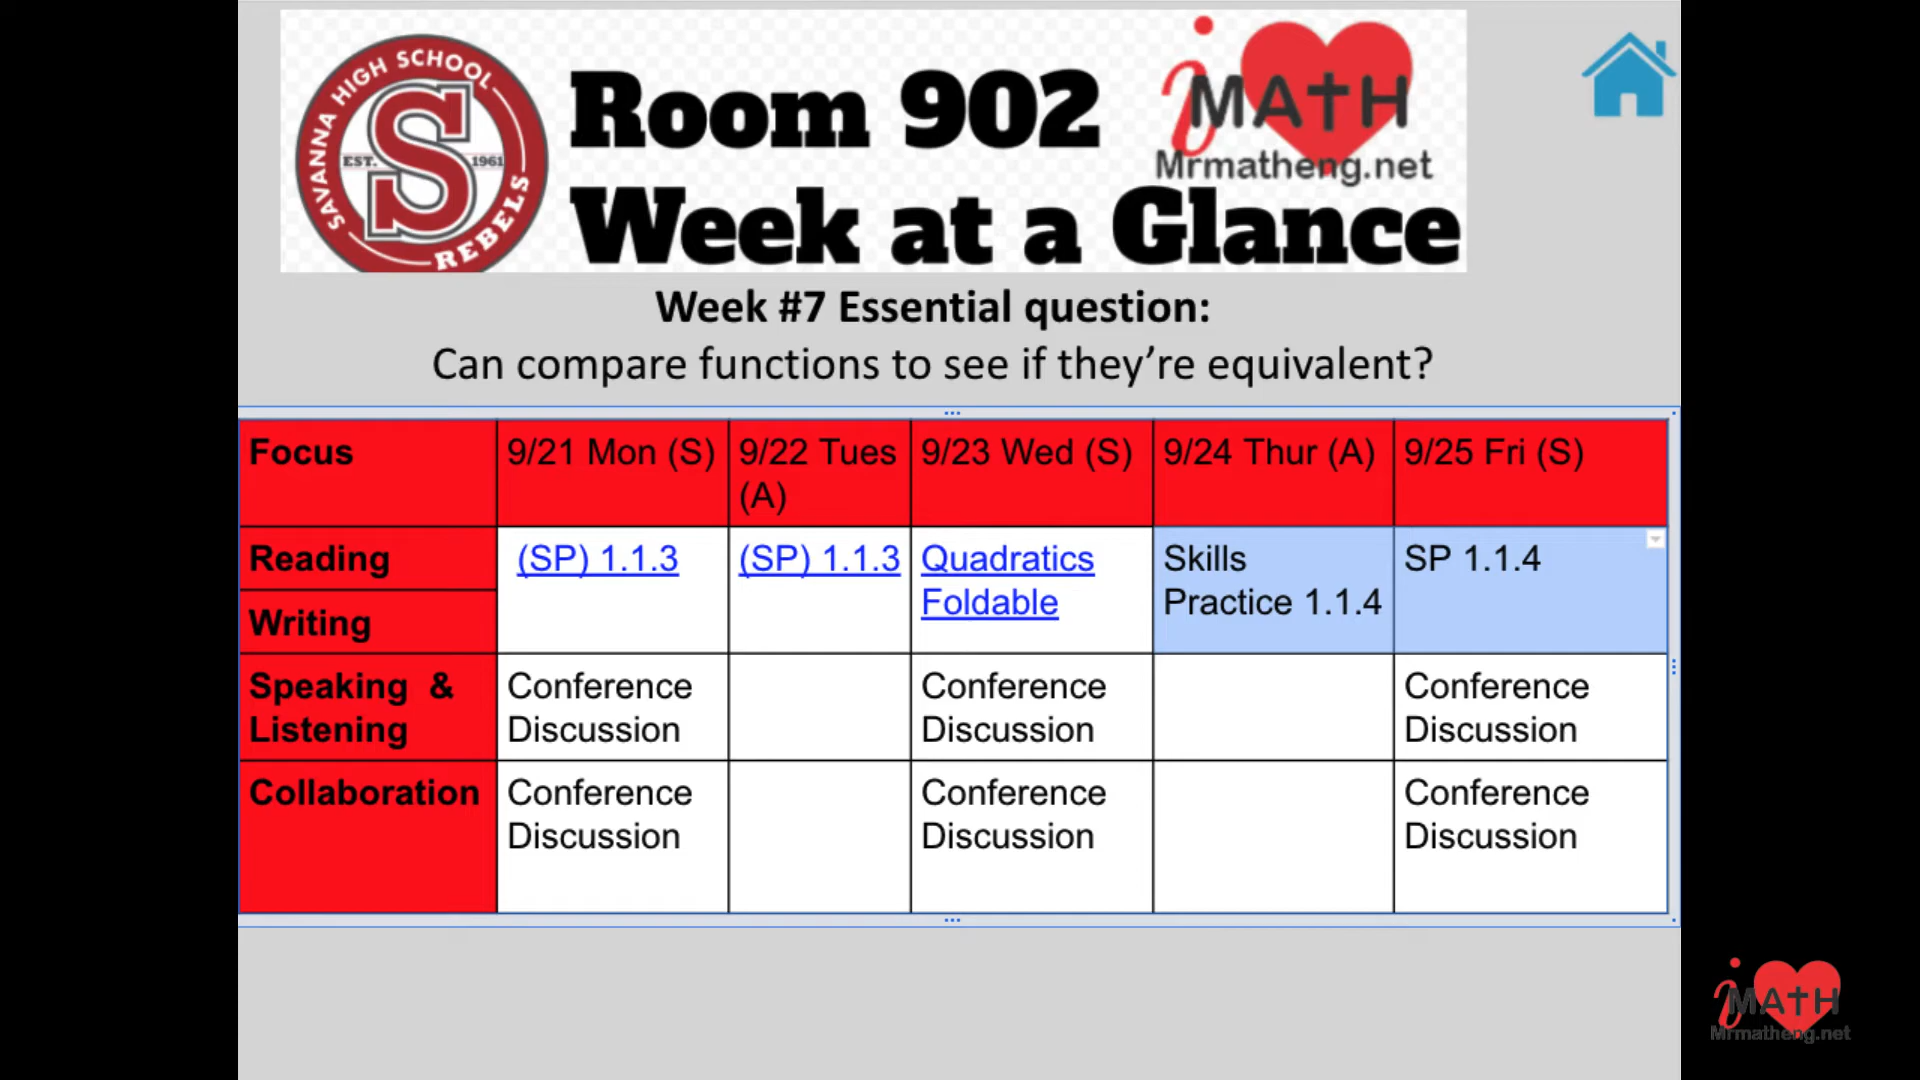 SAVANNA HIGH SCHOOL
EST. S 1961
REBELS
Room 902
Week at a Glance
i MATH
Mrmatheng.net
Week #7 Essential question:
Can compare functions to see if they’re equivalent?
Focus
9/21 Mon (S)
9/22 Tues
(A)
9/23 Wed (S)
9/24 Thur (A)
9/25 Fri (S)
Reading
Writing
(SP) 1.1.3
(SP) 1.1.3
Quadratics
Foldable
Skills
Practice 1.1.4
SP 1.1.4
Speaking &
Listening
Conference
Discussion
Conference
Discussion
Conference
Discussion
Collaboration
Conference
Discussion
Conference
Discussion
Conference
Discussion
i MATH
Mrmatheng.net